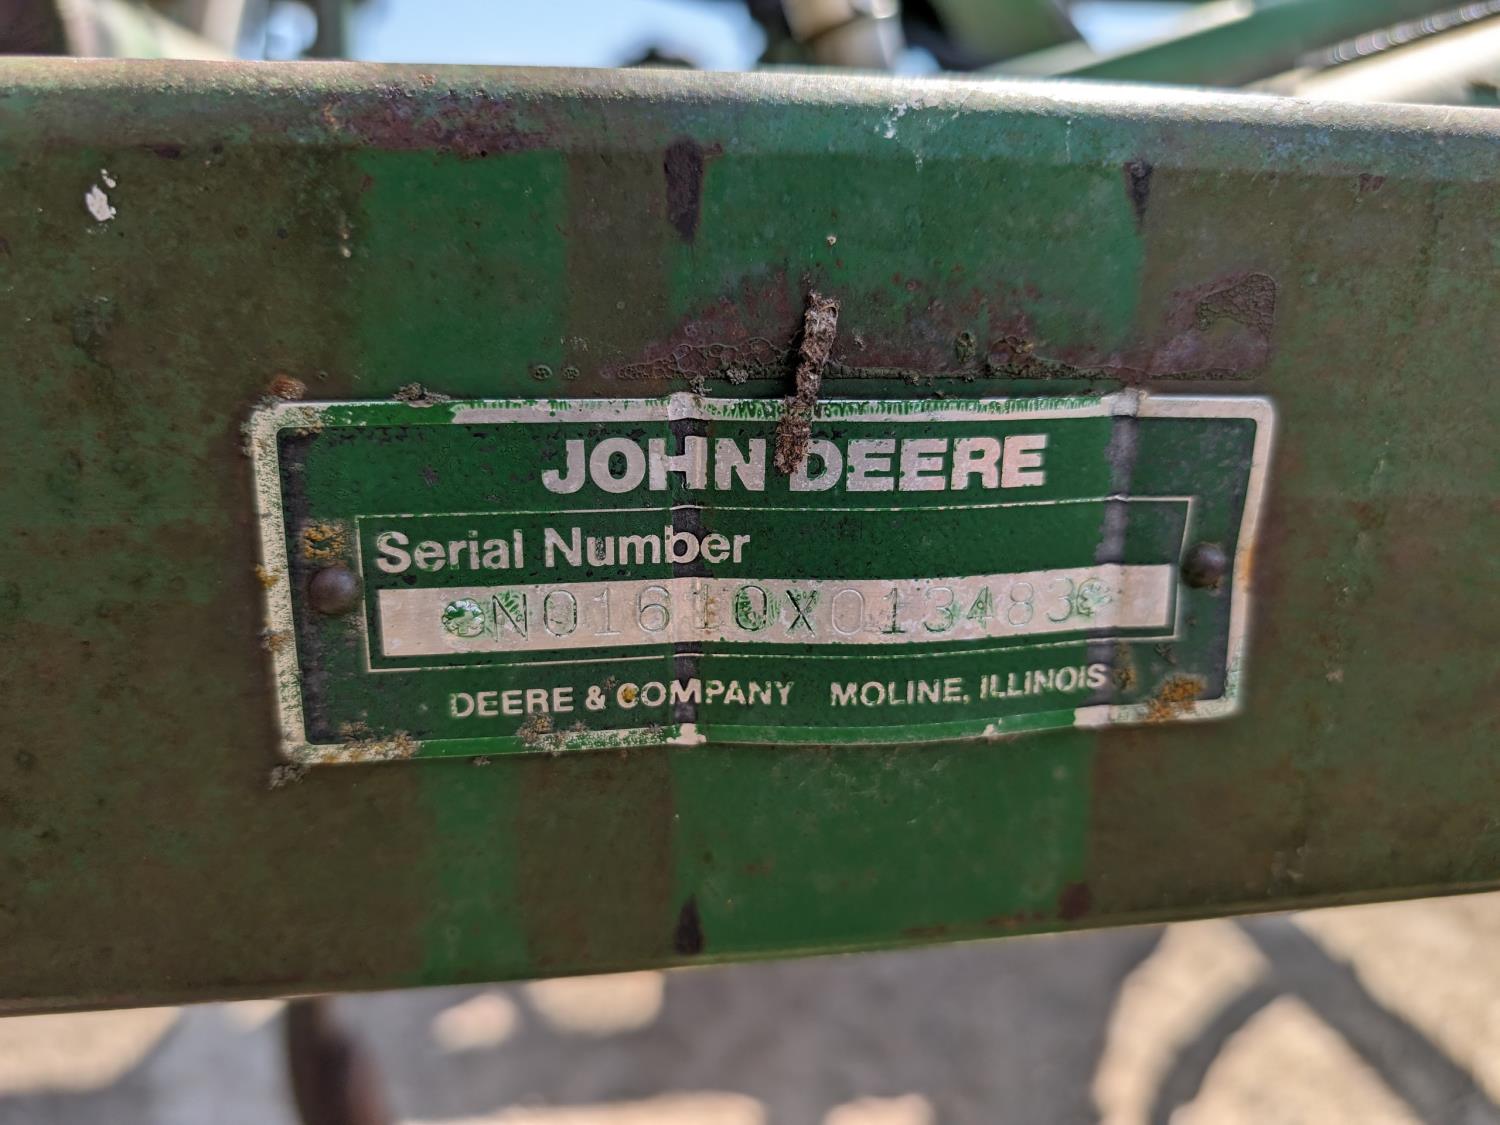 JOHN DEERE
Serial Number
N01610X013483
DEERE & COMPANY MOLINE, ILLINOIS